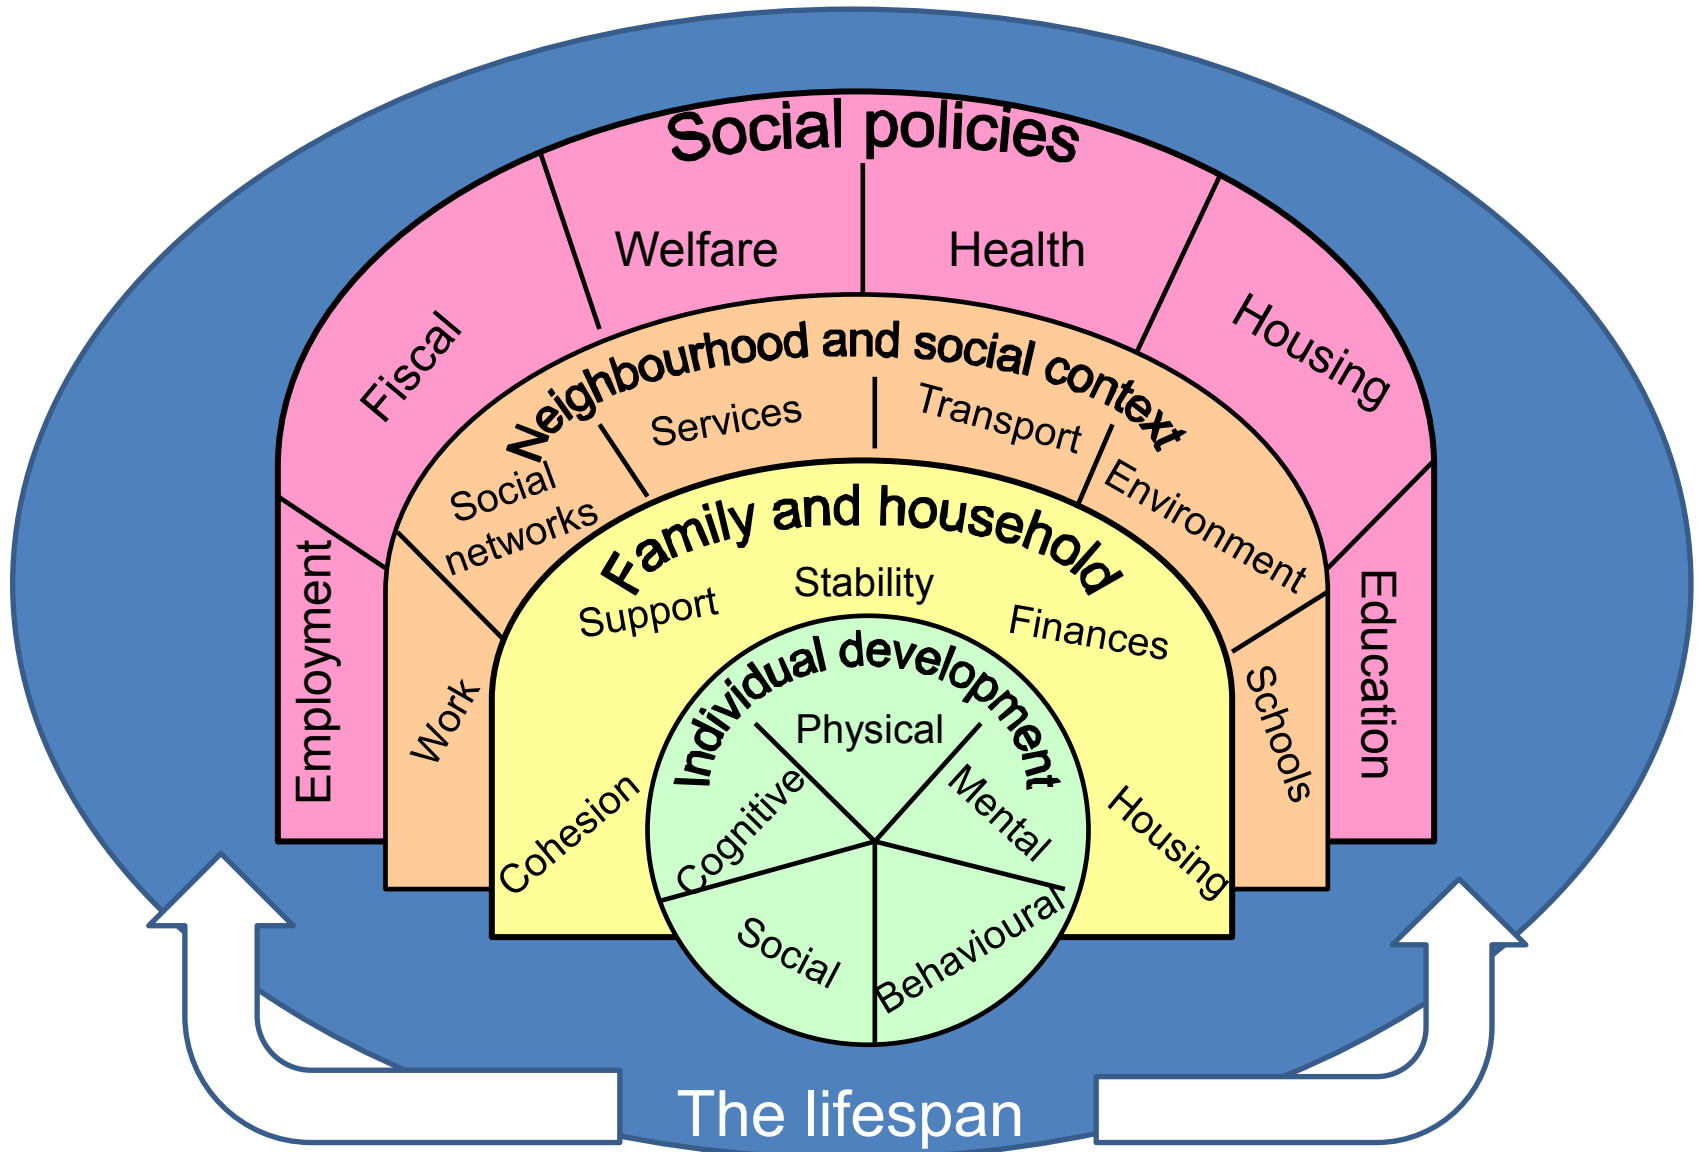 Social policies
Employment
Fiscal
Welfare
Health
Housing
Education
Neighbourhood and social context
Work
Social
networks
Services
Transport
Environment
Schools
Family and household
Cohesion
Support
Stability
Finances
Housing
Individual development
Cognitive
Physical
Mental
Social
Behavioural
The lifespan